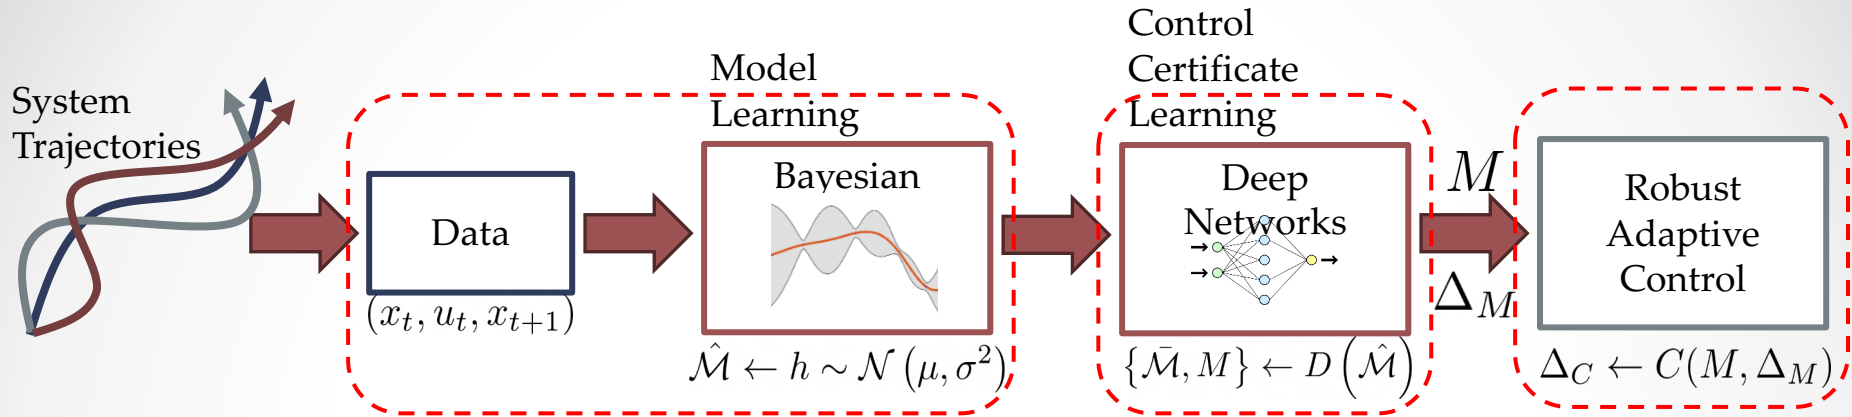 System
Trajectories
Data
(x_t, u_t, x_{t+1})
Model
Learning
Bayesian
\hat{\mathcal{M}} ← h ∼ \mathcal{N}(μ, σ²)
Control
Certificate
Learning
Deep
Networks
{\bar{\mathcal{M}}, M} ← D(\hat{\mathcal{M}})
M
Δ_M
Robust
Adaptive
Control
Δ_C ← C(M, Δ_M)